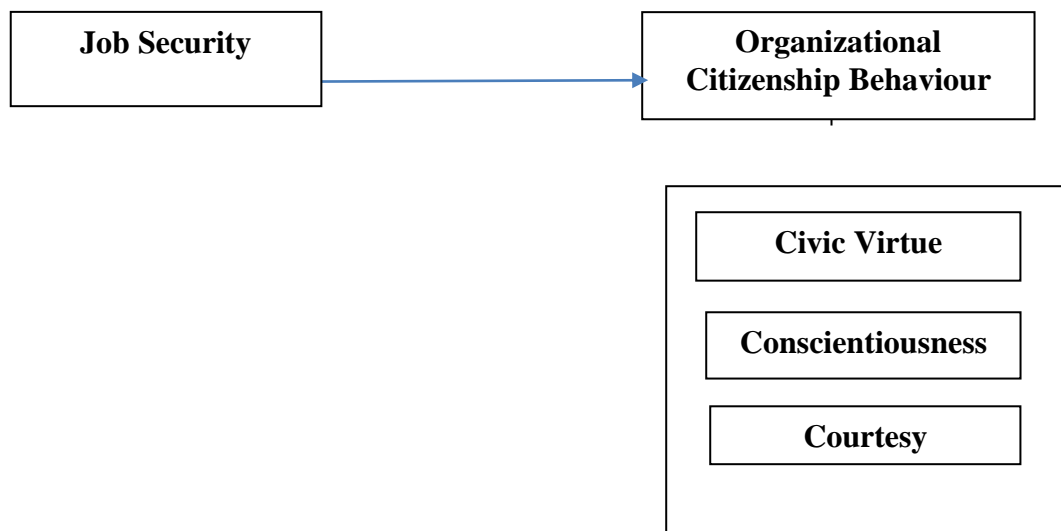 Job Security
Organizational
Citizenship Behaviour
Civic Virtue
Conscientiousness
Courtesy